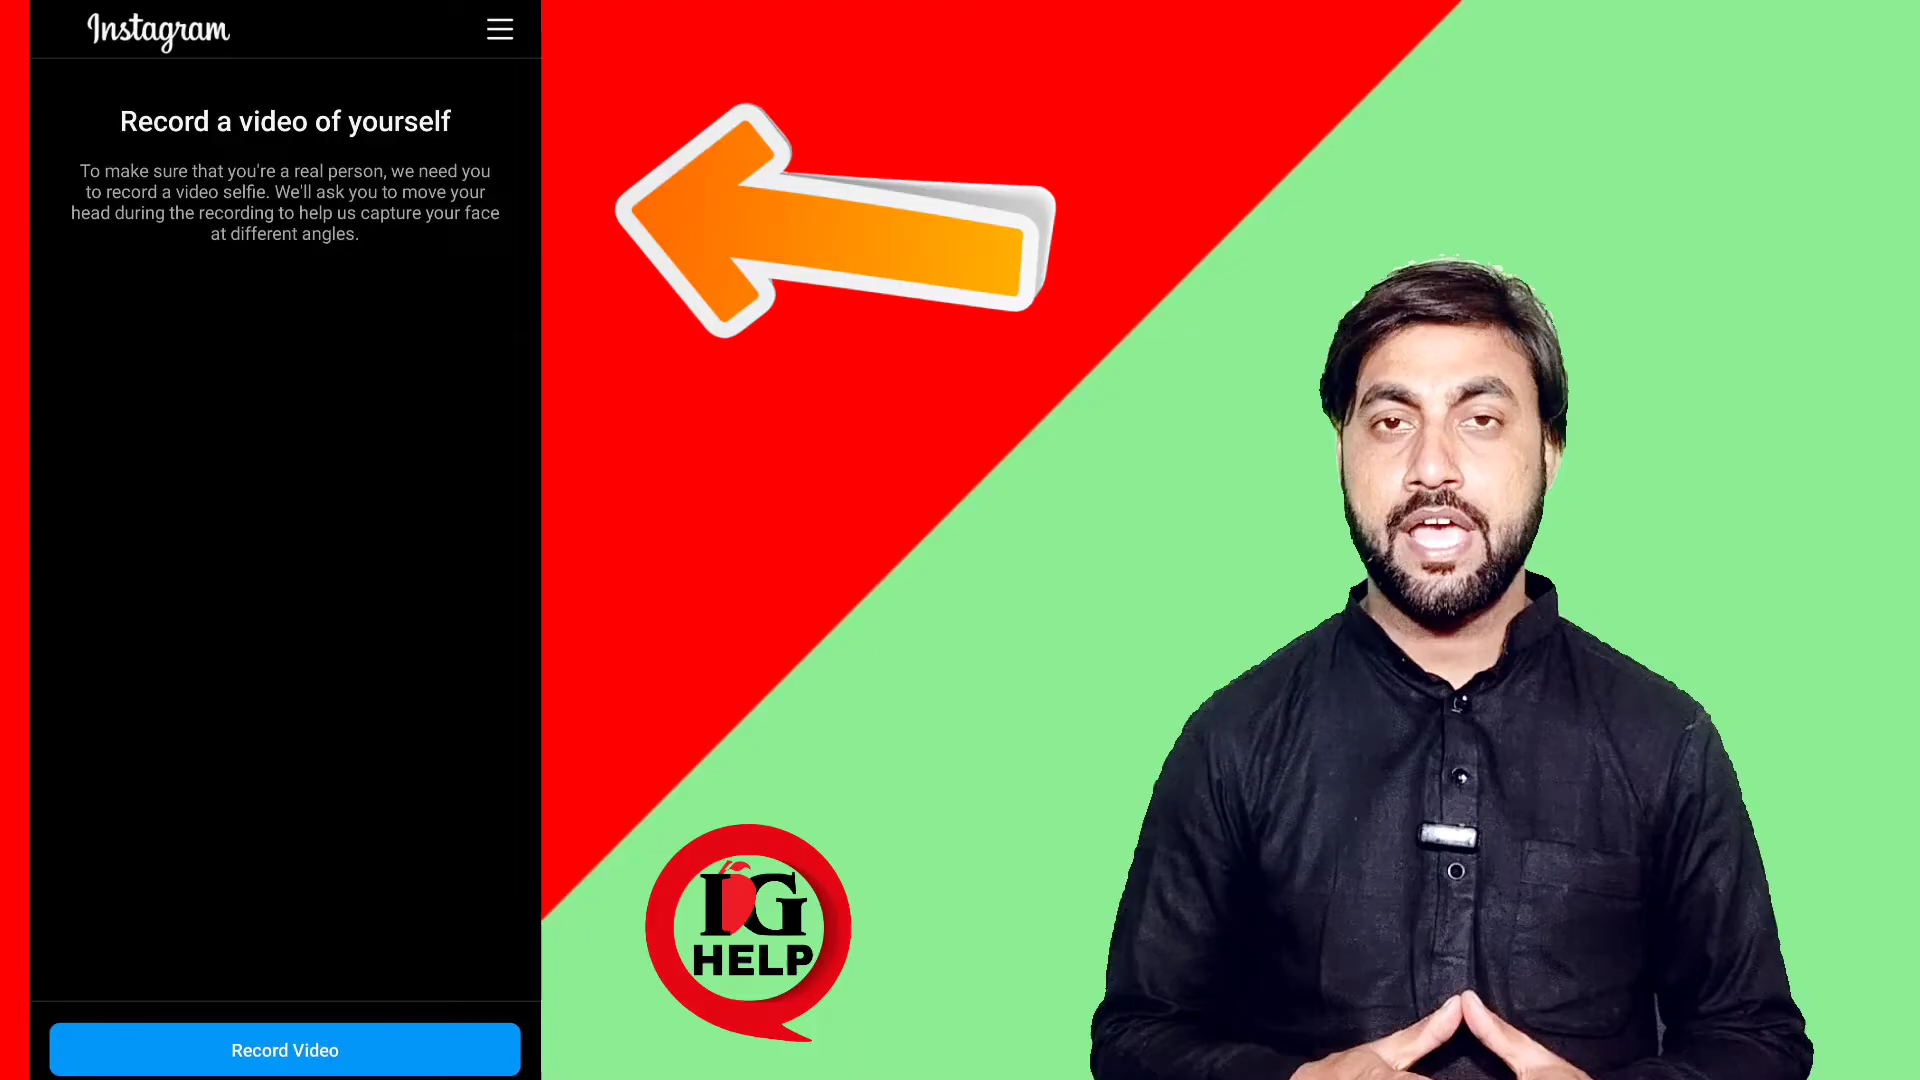 Instagram
Record a video of yourself
To make sure that you're a real person, we need you
to record a video selfie. We'll ask you to move your
head during the recording to help us capture your face
at different angles.
Record Video
IG
HELP